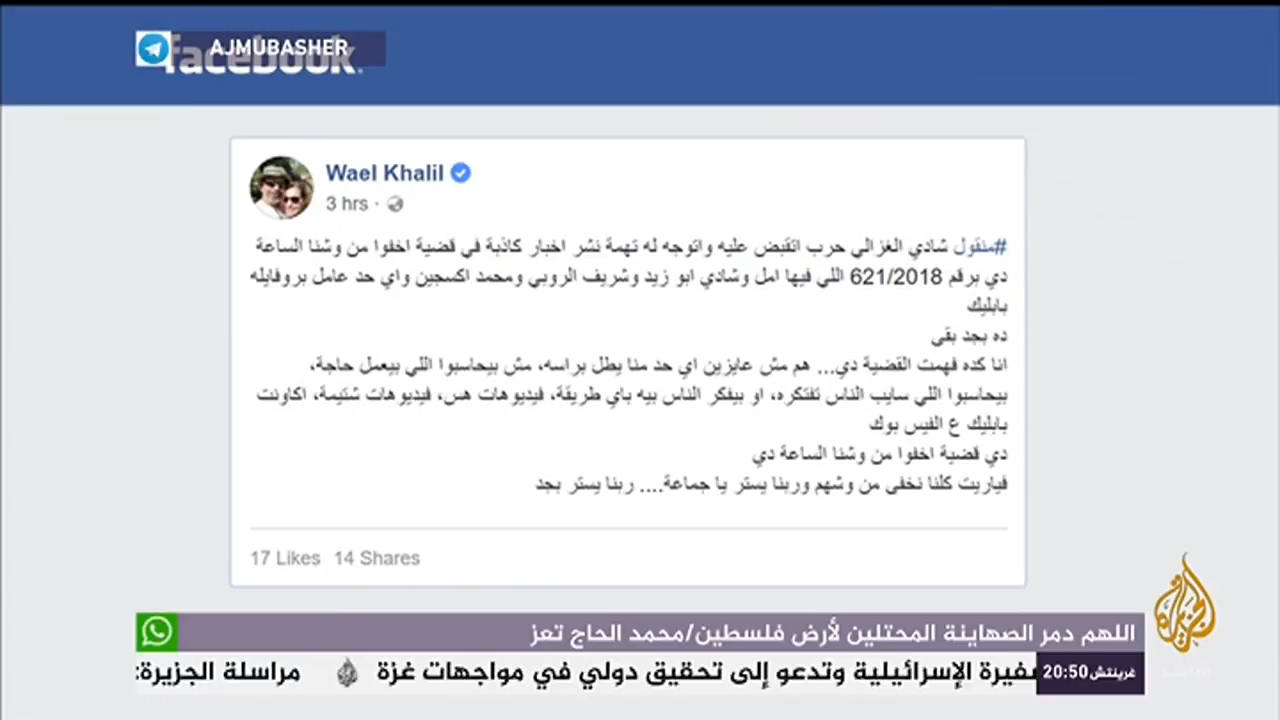 AJMUBASHER
facebook.
Wael Khalil
3 hrs ·
#منقول شادي الغزالي حرب اتقبض عليه واتوجه له تهمة نشر اخبار كاذبة في قضية اخفوا من وشنا الساعة
دي برقم 621/2018 اللي فيها امل وشادي ابو زيد وشريف الروبي ومحمد اكسجين واي حد عامل بروفايله
بابليك
ده بجد بقى
انا كده فهمت القضية دي... هم مش عايزين اي حد منا يطل براسه، مش بيحاسبوا اللي بيعمل حاجة،
بيحاسبوا اللي سايب الناس تفتكره، او بيفكر الناس بيه باي طريقة، فيديوهات هس، فيديوهات شتيمة، اكاونت
بابليك ع الفيس بوك
دي قضية اخفوا من وشنا الساعة دي
فياريت كلنا نخفى من وشهم وربنا يستر يا جماعة.... ربنا يستر بجد
17 Likes 14 Shares
اللهم دمر الصهاينة المحتلين لأرض فلسطين/محمد الحاج تعز
غرينتش 20:50
سفيرة الإسرائيلية وتدعو إلى تحقيق دولي في مواجهات غزة مراسلة الجزيرة: